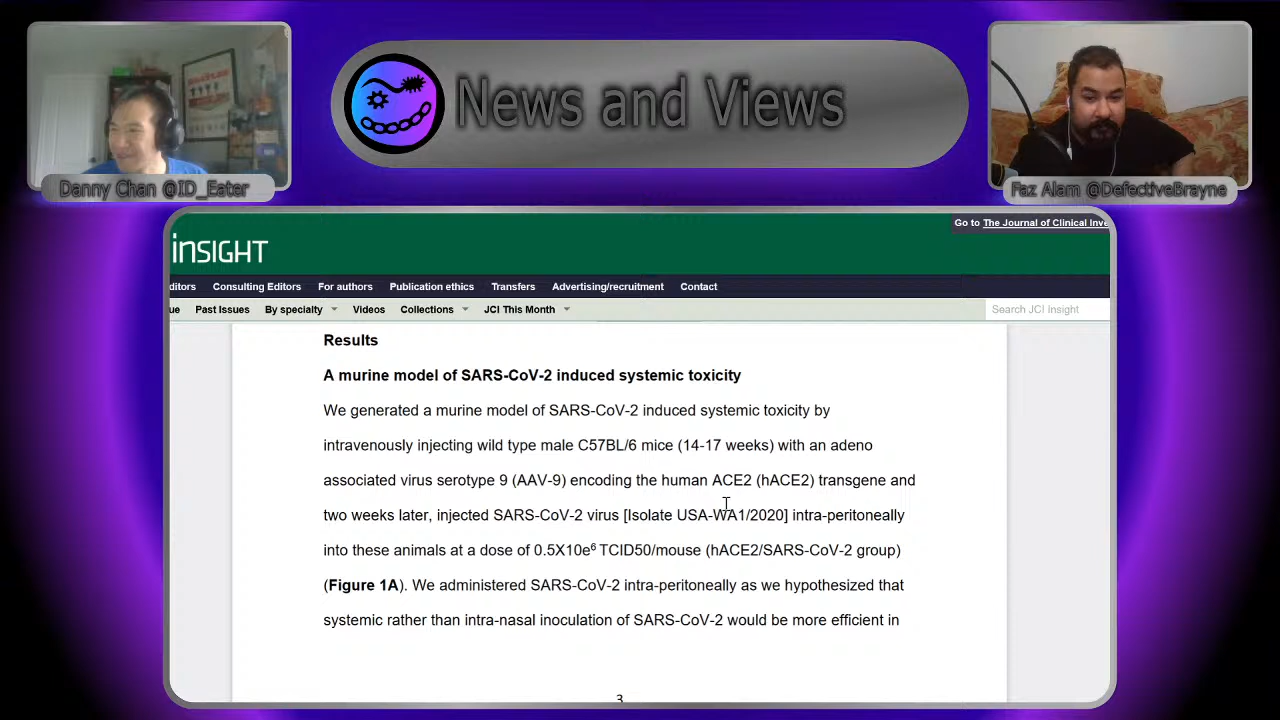 News and Views
Danny Chan @ID_Eater
Faz Alam @DefectiveBrayne
Go to The Journal of Clinical Inve
insight
ditors Consulting Editors For authors Publication ethics Transfers Advertising/recruitment Contact
ue Past Issues By specialty Videos Collections JCI This Month Search JCI Insight
Results
A murine model of SARS-CoV-2 induced systemic toxicity
We generated a murine model of SARS-CoV-2 induced systemic toxicity by
intravenously injecting wild type male C57BL/6 mice (14-17 weeks) with an adeno
associated virus serotype 9 (AAV-9) encoding the human ACE2 (hACE2) transgene and
two weeks later, injected SARS-CoV-2 virus [Isolate USA-WA1/2020] intra-peritoneally
into these animals at a dose of 0.5X10e⁶ TCID50/mouse (hACE2/SARS-CoV-2 group)
(Figure 1A). We administered SARS-CoV-2 intra-peritoneally as we hypothesized that
systemic rather than intra-nasal inoculation of SARS-CoV-2 would be more efficient in
3